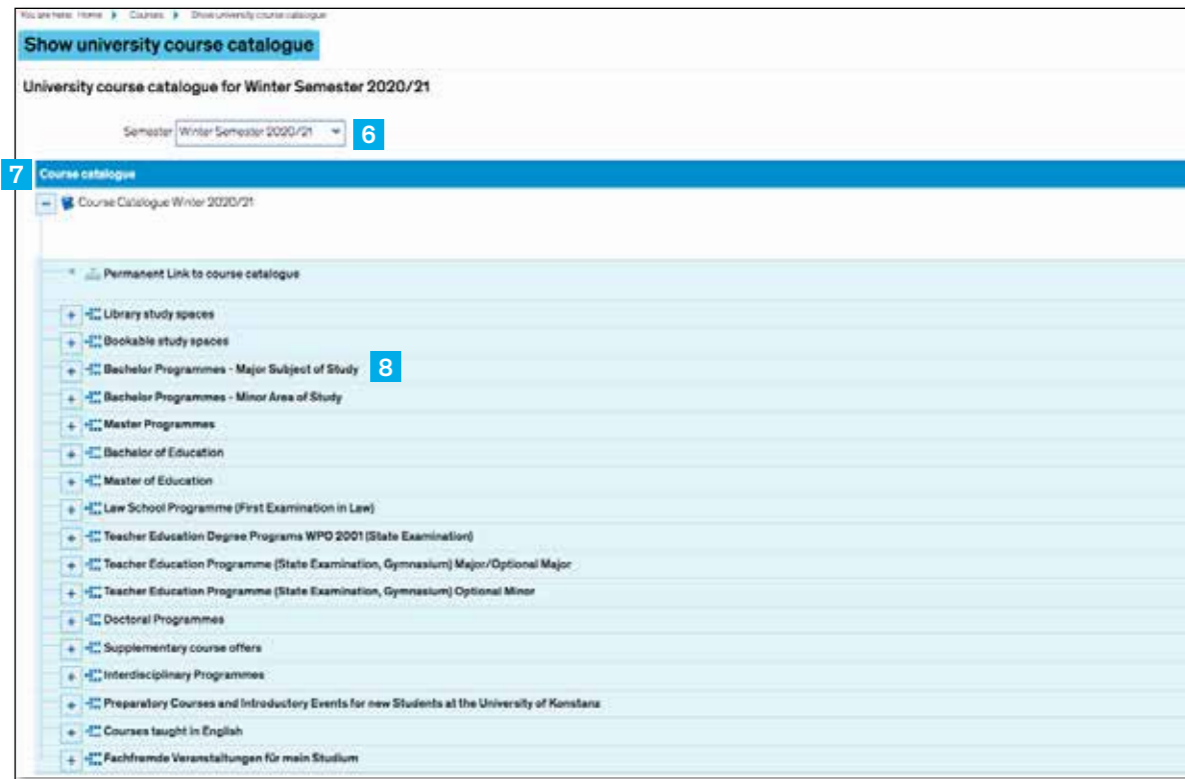 You are here: Home Courses Show university course catalogue
Show university course catalogue
University course catalogue for Winter Semester 2020/21
Semester Winter Semester 2020/21 6
7 Course catalogue
Course Catalogue Winter 2020/21
Permanent Link to course catalogue
Library study spaces
Bookable study spaces
Bachelor Programmes - Major Subject of Study 8
Bachelor Programmes - Minor Area of Study
Master Programmes
Bachelor of Education
Master of Education
Law School Programme (First Examination in Law)
Teacher Education Degree Programs WPO 2001 (State Examination)
Teacher Education Programme (State Examination, Gymnasium) Major/Optional Major
Teacher Education Programme (State Examination, Gymnasium) Optional Minor
Doctoral Programmes
Supplementary course offers
Interdisciplinary Programmes
Preparatory Courses and Introductory Events for new Students at the University of Konstanz
Courses taught in English
Fachfremde Veranstaltungen für mein Studium